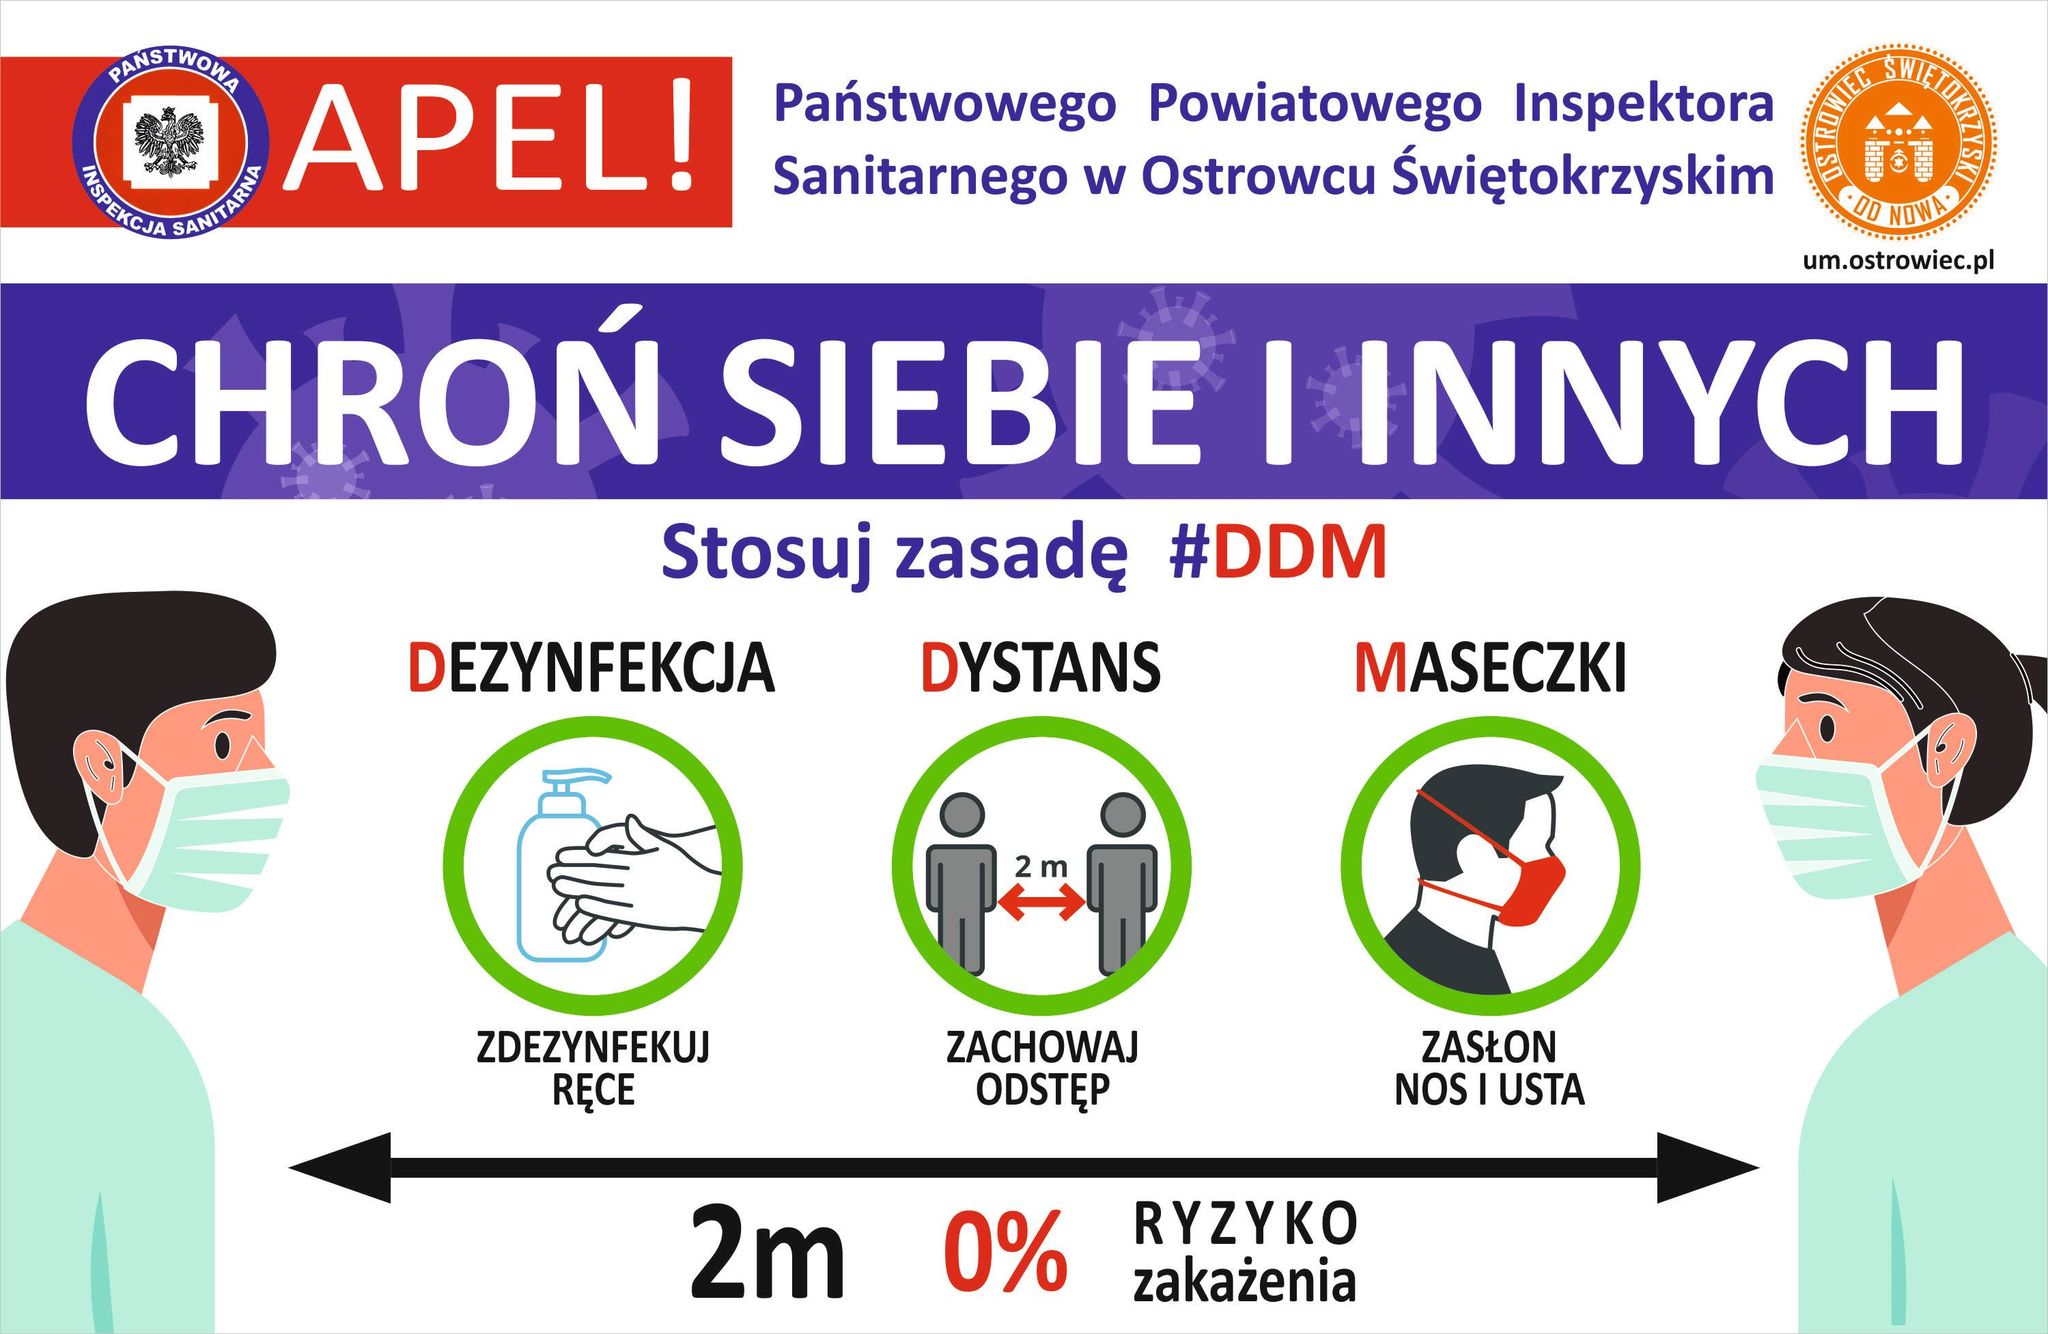 PAŃSTWOWA
INSPEKCJA SANITARNA
APEL!
Państwowego Powiatowego Inspektora
Sanitarnego w Ostrowcu Świętokrzyskim
OSTROWIEC ŚWIĘTOKRZYSKI
· OD NOWA ·
um.ostrowiec.pl
CHROŃ SIEBIE I INNYCH
Stosuj zasadę #DDM
DEZYNFEKCJA
DYSTANS
MASECZKI
2 m
ZDEZYNFEKUJ
RĘCE
ZACHOWAJ
ODSTĘP
ZASŁON
NOS I USTA
2m
0%
RYZYKO
zakażenia